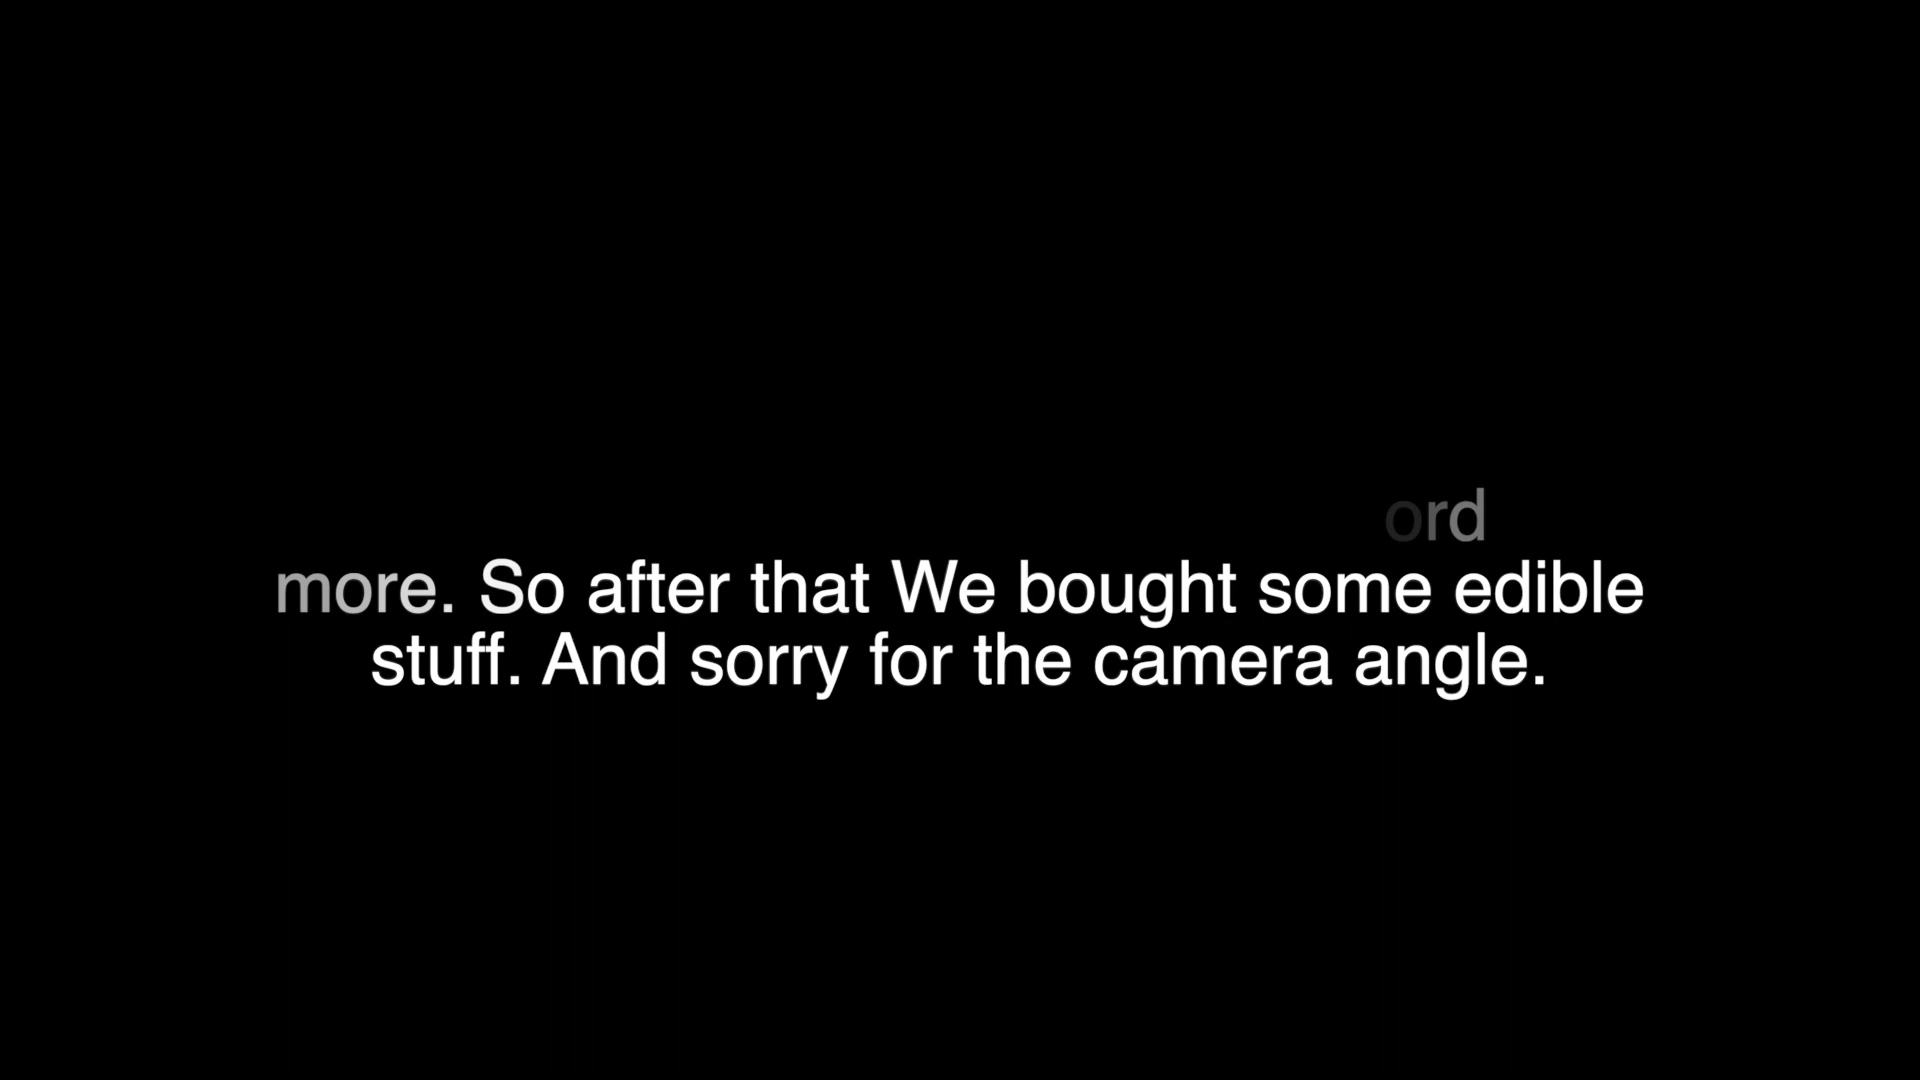 ord
more. So after that We bought some edible
stuff. And sorry for the camera angle.